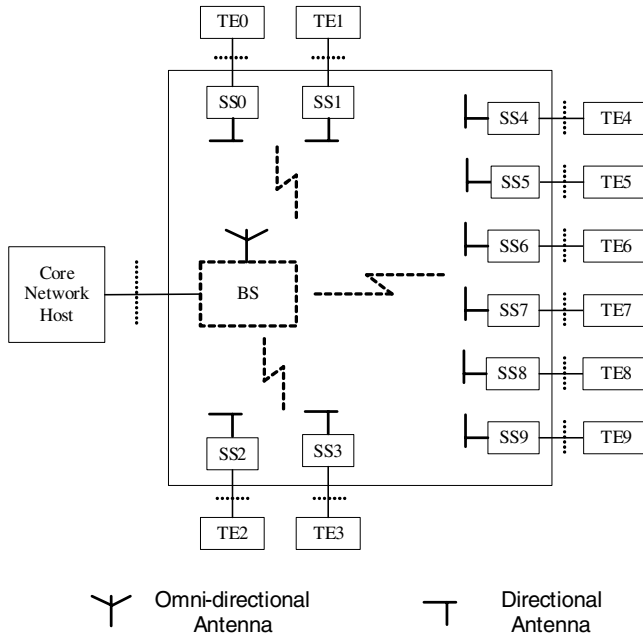 TE0
TE1
SS0
SS1
SS4
TE4
SS5
TE5
SS6
TE6
Core
Network
Host
BS
SS7
TE7
SS8
TE8
SS9
TE9
SS2
SS3
TE2
TE3
Omni-directional
Antenna
Directional
Antenna